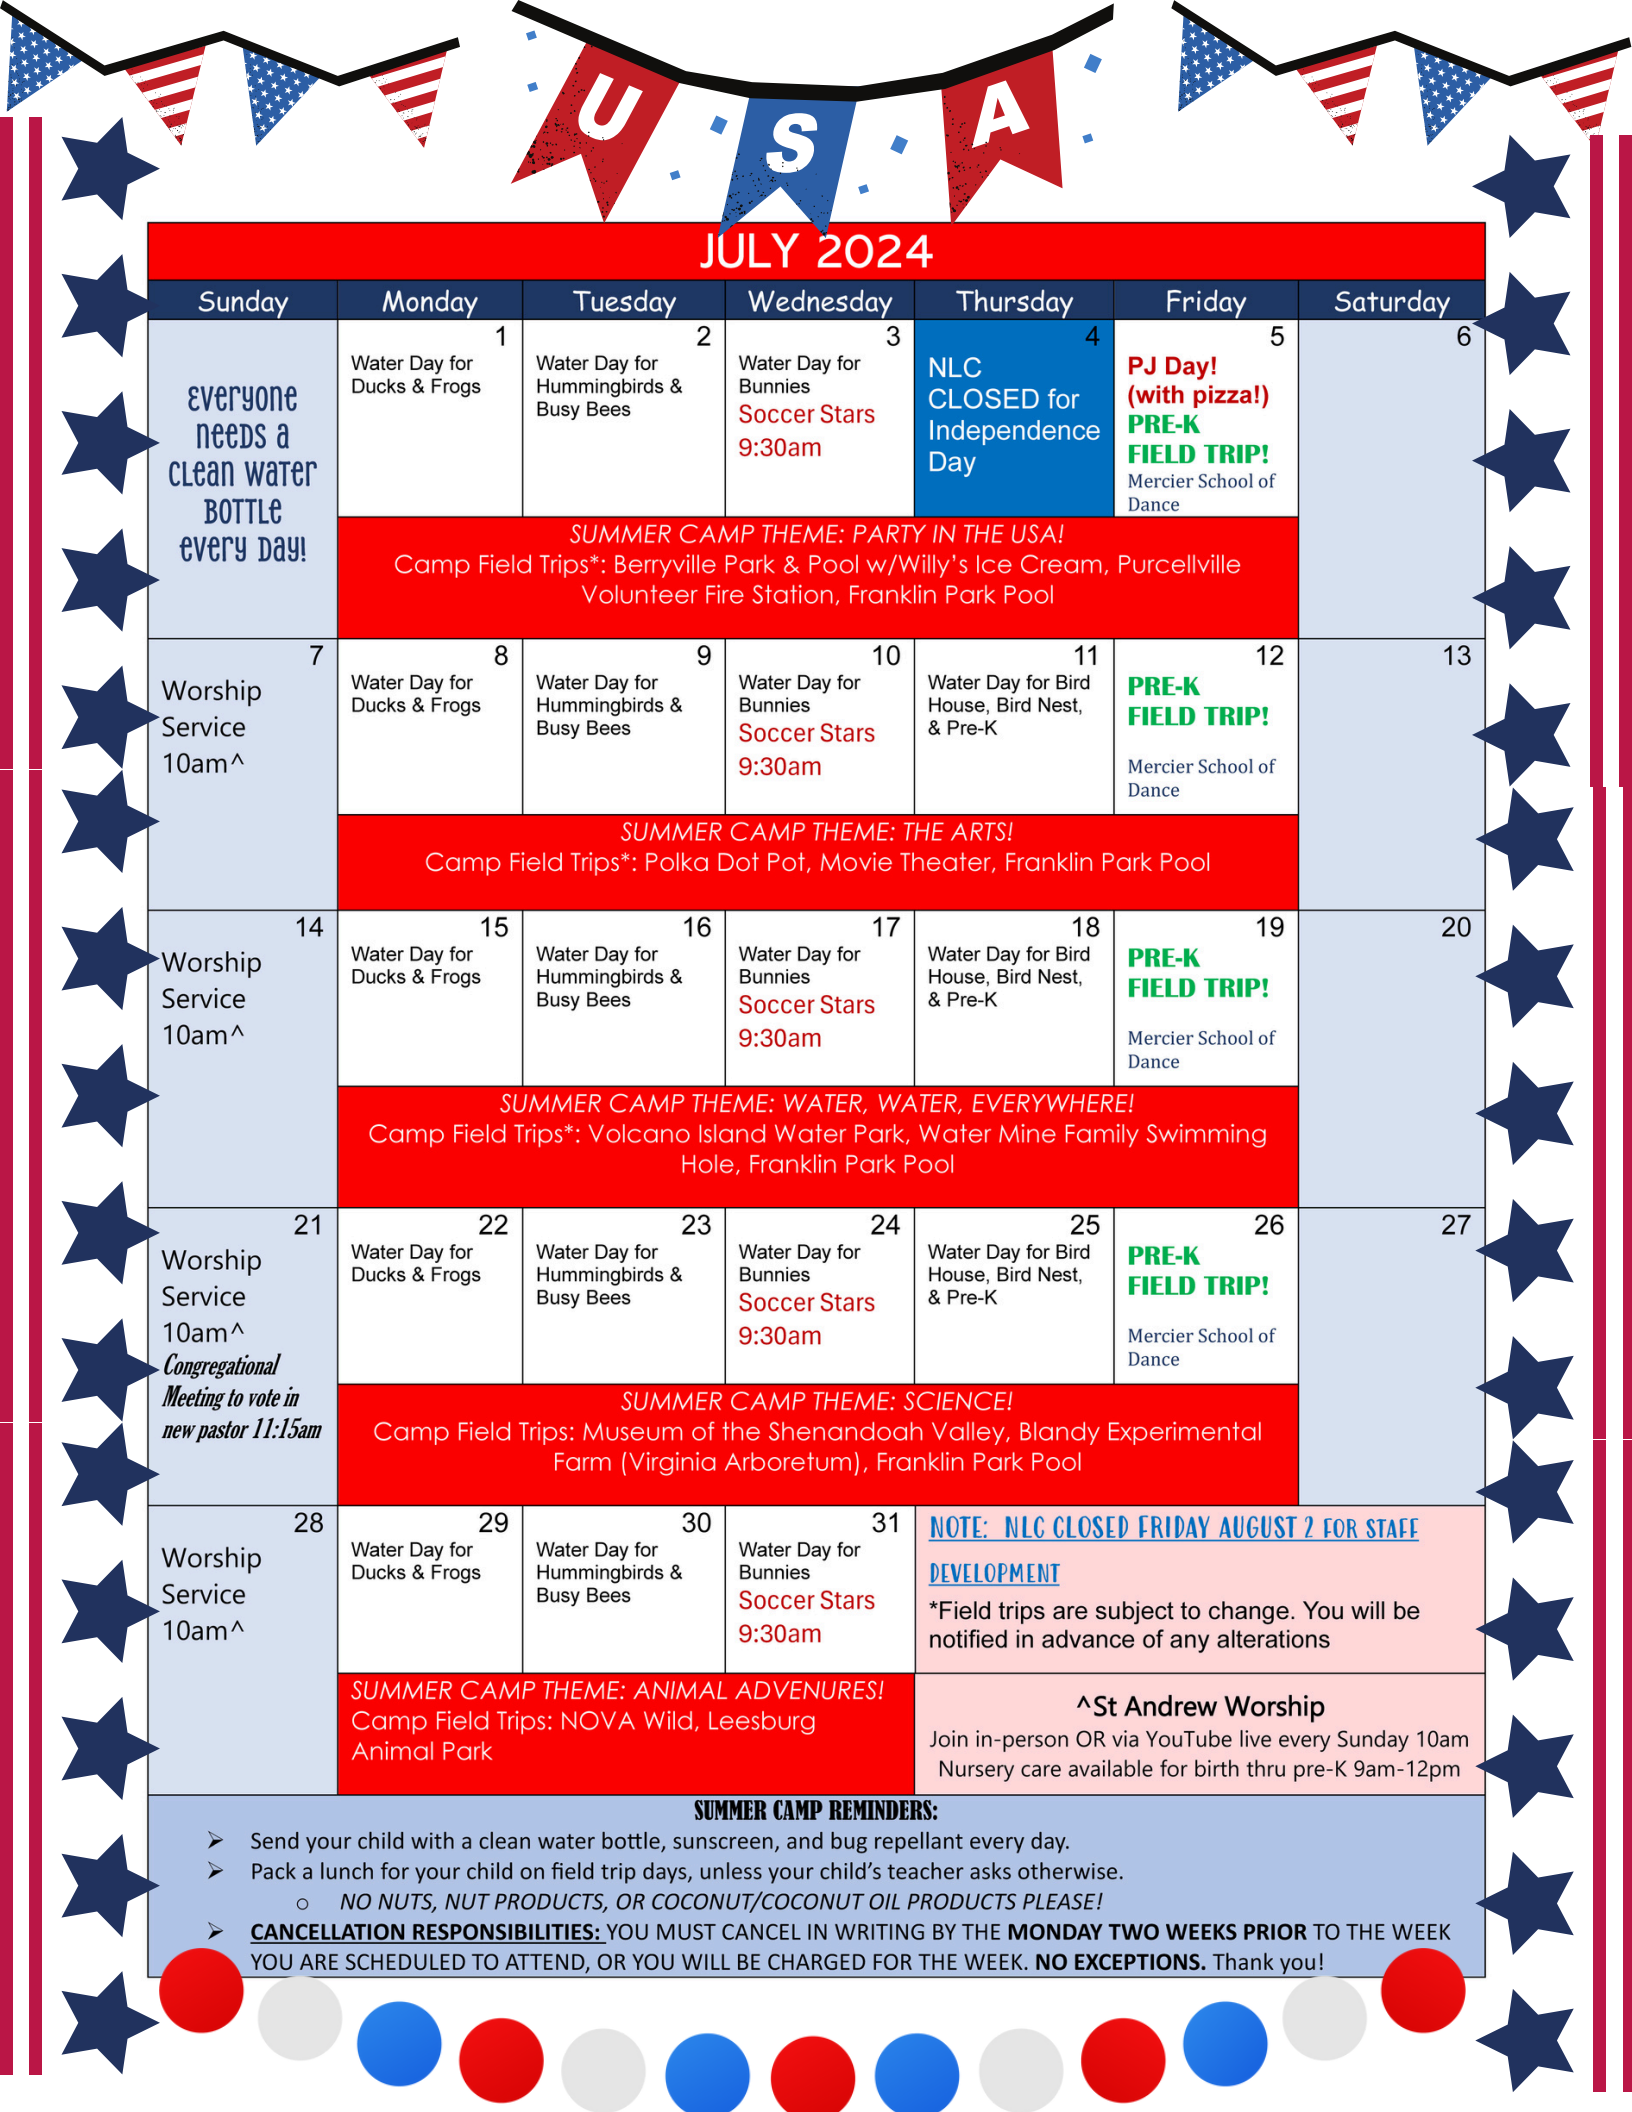 USA
JULY 2024
Sunday Monday Tuesday Wednesday Thursday Friday Saturday
everyone
needs a
clean water
bottle
every day!
1
Water Day for
Ducks & Frogs
2
Water Day for
Hummingbirds &
Busy Bees
3
Water Day for
Bunnies
Soccer Stars
9:30am
4
NLC
CLOSED for
Independence
Day
5
PJ Day!
(with pizza!)
PRE-K
FIELD TRIP!
Mercier School of
Dance
6
SUMMER CAMP THEME: PARTY IN THE USA!
Camp Field Trips*: Berryville Park & Pool w/Willy's Ice Cream, Purcellville
Volunteer Fire Station, Franklin Park Pool
7
Worship
Service
10am^
8
Water Day for
Ducks & Frogs
9
Water Day for
Hummingbirds &
Busy Bees
10
Water Day for
Bunnies
Soccer Stars
9:30am
11
Water Day for Bird
House, Bird Nest,
& Pre-K
12
PRE-K
FIELD TRIP!
Mercier School of
Dance
13
SUMMER CAMP THEME: THE ARTS!
Camp Field Trips*: Polka Dot Pot, Movie Theater, Franklin Park Pool
14
Worship
Service
10am^
15
Water Day for
Ducks & Frogs
16
Water Day for
Hummingbirds &
Busy Bees
17
Water Day for
Bunnies
Soccer Stars
9:30am
18
Water Day for Bird
House, Bird Nest,
& Pre-K
19
PRE-K
FIELD TRIP!
Mercier School of
Dance
20
SUMMER CAMP THEME: WATER, WATER, EVERYWHERE!
Camp Field Trips*: Volcano Island Water Park, Water Mine Family Swimming
Hole, Franklin Park Pool
21
Worship
Service
10am^
Congregational
Meeting to vote in
new pastor 11:15am
22
Water Day for
Ducks & Frogs
23
Water Day for
Hummingbirds &
Busy Bees
24
Water Day for
Bunnies
Soccer Stars
9:30am
25
Water Day for Bird
House, Bird Nest,
& Pre-K
26
PRE-K
FIELD TRIP!
Mercier School of
Dance
27
SUMMER CAMP THEME: SCIENCE!
Camp Field Trips: Museum of the Shenandoah Valley, Blandy Experimental
Farm (Virginia Arboretum), Franklin Park Pool
28
Worship
Service
10am^
29
Water Day for
Ducks & Frogs
30
Water Day for
Hummingbirds &
Busy Bees
31
Water Day for
Bunnies
Soccer Stars
9:30am
NOTE: NLC CLOSED FRIDAY AUGUST 2 FOR STAFF
DEVELOPMENT
*Field trips are subject to change. You will be
notified in advance of any alterations
SUMMER CAMP THEME: ANIMAL ADVENURES!
Camp Field Trips: NOVA Wild, Leesburg
Animal Park
^St Andrew Worship
Join in-person OR via YouTube live every Sunday 10am
Nursery care available for birth thru pre-K 9am-12pm
SUMMER CAMP REMINDERS:
➢ Send your child with a clean water bottle, sunscreen, and bug repellant every day.
➢ Pack a lunch for your child on field trip days, unless your child's teacher asks otherwise.
o NO NUTS, NUT PRODUCTS, OR COCONUT/COCONUT OIL PRODUCTS PLEASE!
➢ CANCELLATION RESPONSIBILITIES: YOU MUST CANCEL IN WRITING BY THE MONDAY TWO WEEKS PRIOR TO THE WEEK
YOU ARE SCHEDULED TO ATTEND, OR YOU WILL BE CHARGED FOR THE WEEK. NO EXCEPTIONS. Thank you!